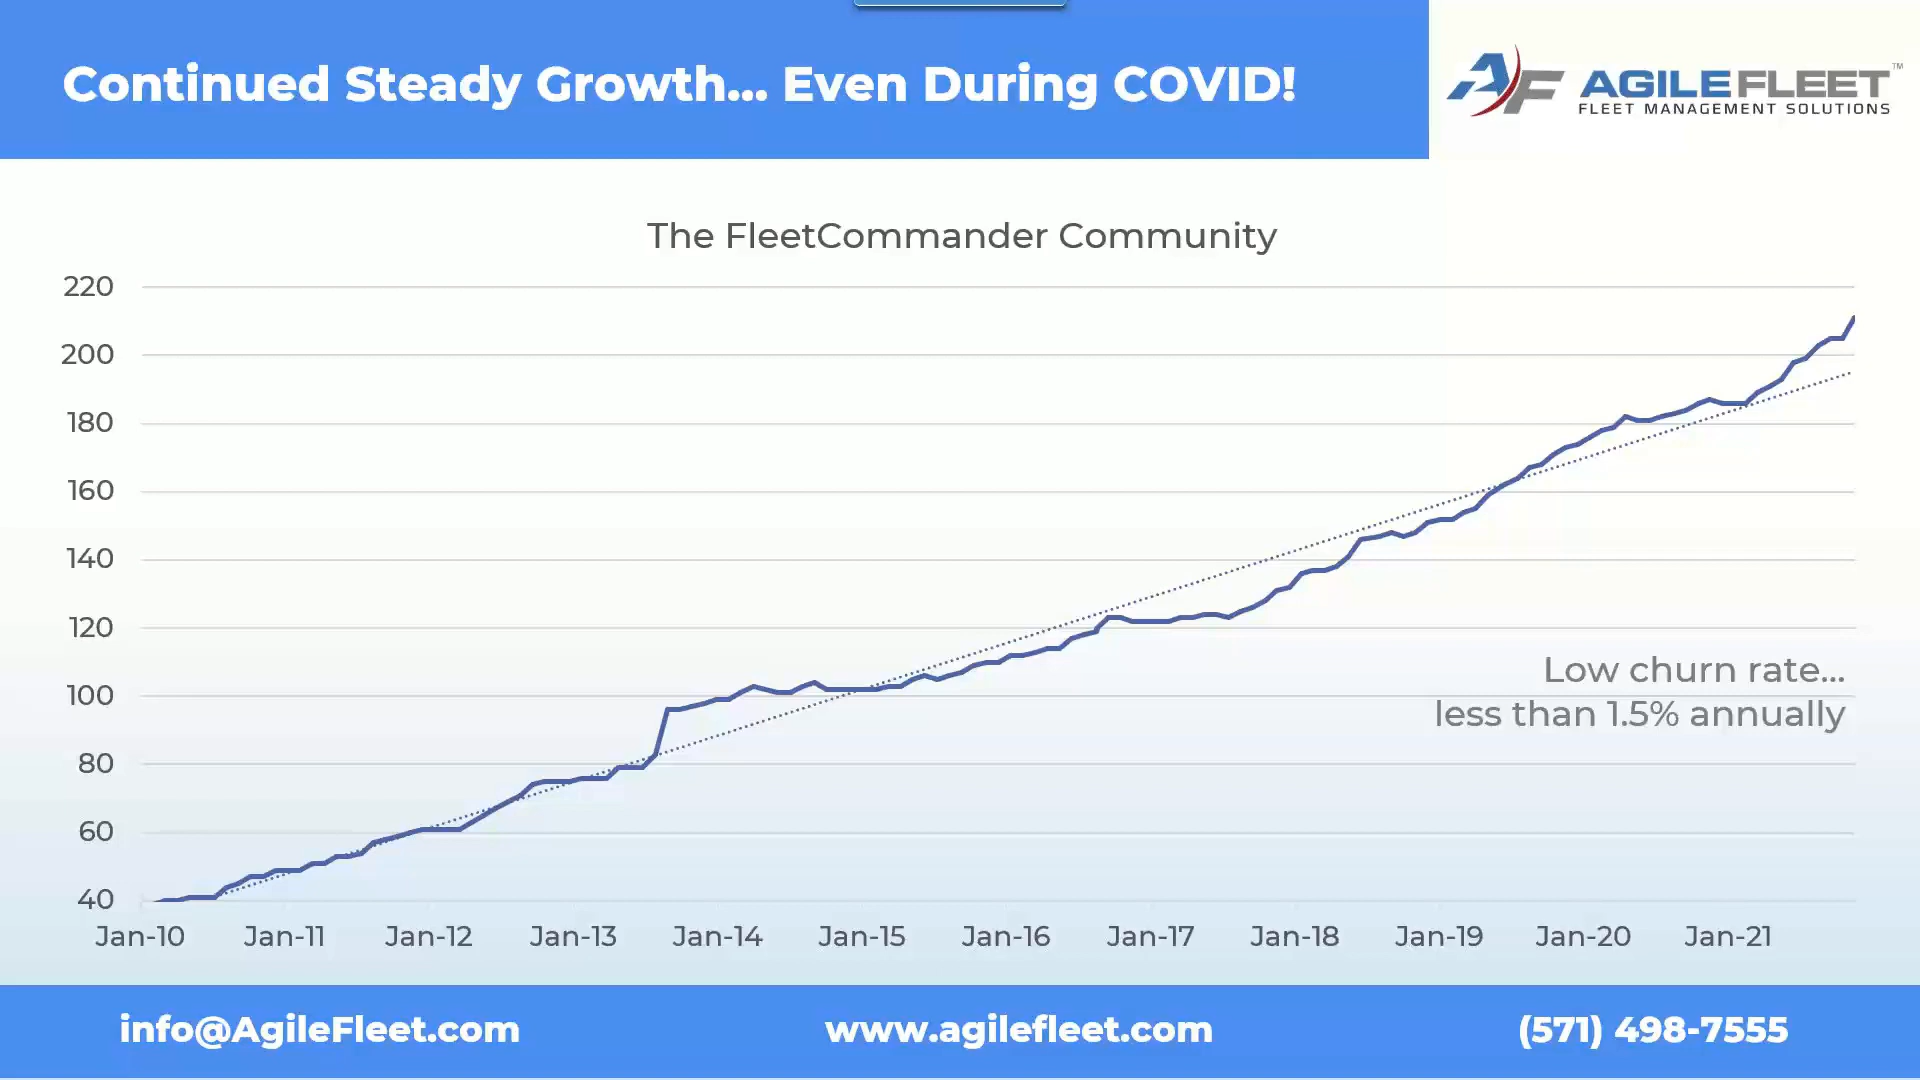 Continued Steady Growth... Even During COVID!
AF AGILEFLEET™
FLEET MANAGEMENT SOLUTIONS
The FleetCommander Community
220
200
180
160
140
120
100
80
60
40
Jan-10 Jan-11 Jan-12 Jan-13 Jan-14 Jan-15 Jan-16 Jan-17 Jan-18 Jan-19 Jan-20 Jan-21
Low churn rate...
less than 1.5% annually
info@AgileFleet.com www.agilefleet.com (571) 498-7555